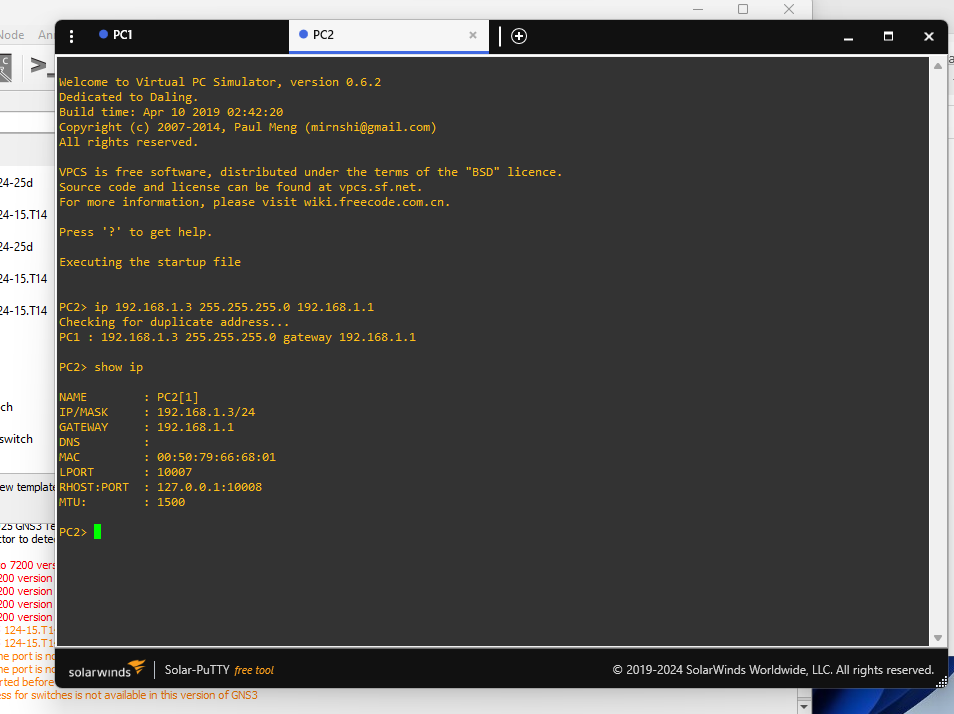 Node An
PC1
PC2
Welcome to Virtual PC Simulator, version 0.6.2
Dedicated to Daling.
Build time: Apr 10 2019 02:42:20
Copyright (c) 2007-2014, Paul Meng (mirnshi@gmail.com)
All rights reserved.
VPCS is free software, distributed under the terms of the "BSD" licence.
Source code and license can be found at vpcs.sf.net.
For more information, please visit wiki.freecode.com.cn.
Press '?' to get help.
Executing the startup file
PC2> ip 192.168.1.3 255.255.255.0 192.168.1.1
Checking for duplicate address...
PC1 : 192.168.1.3 255.255.255.0 gateway 192.168.1.1
PC2> show ip
NAME : PC2[1]
IP/MASK : 192.168.1.3/24
GATEWAY : 192.168.1.1
DNS :
MAC : 00:50:79:66:68:01
LPORT : 10007
RHOST:PORT : 127.0.0.1:10008
MTU: : 1500
PC2>
24-25d
24-15.T14
24-25d
24-15.T14
24-15.T14
ch
switch
ew template
25 GNS3 Te
ctor to dete
o 7200 vers
200 version
200 version
200 version
200 version
124-15.T1
124-15.T1
ne port is no
ne port is no
rted before
ess for switches is not available in this version of GNS3
solarwinds
Solar-PuTTY free tool
© 2019-2024 SolarWinds Worldwide, LLC. All rights reserved.